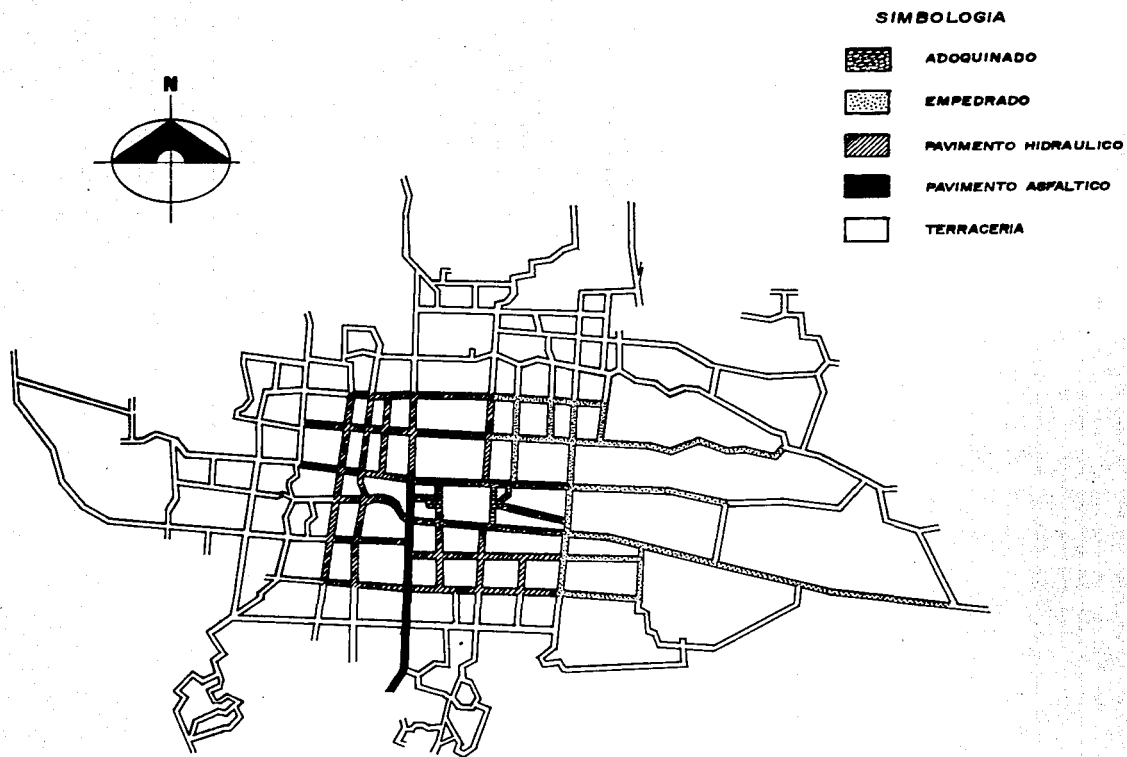 SIMBOLOGIA
ADOQUINADO
EMPEDRADO
N
PAVIMENTO HIDRAULICO
PAVIMENTO ASFALTICO
TERRACERIA